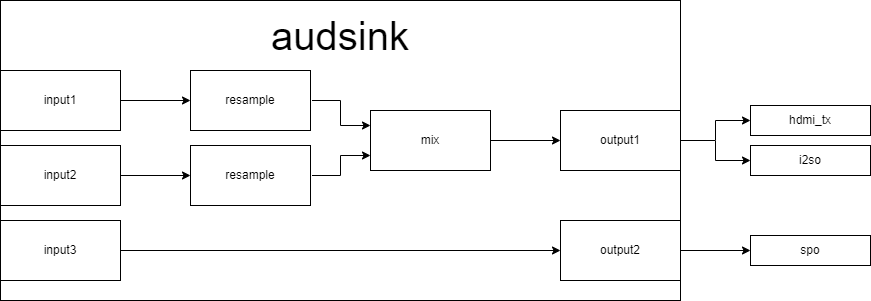 audsink
input1
resample
mix
output1
hdmi_tx
i2so
input2
resample
input3
output2
spo